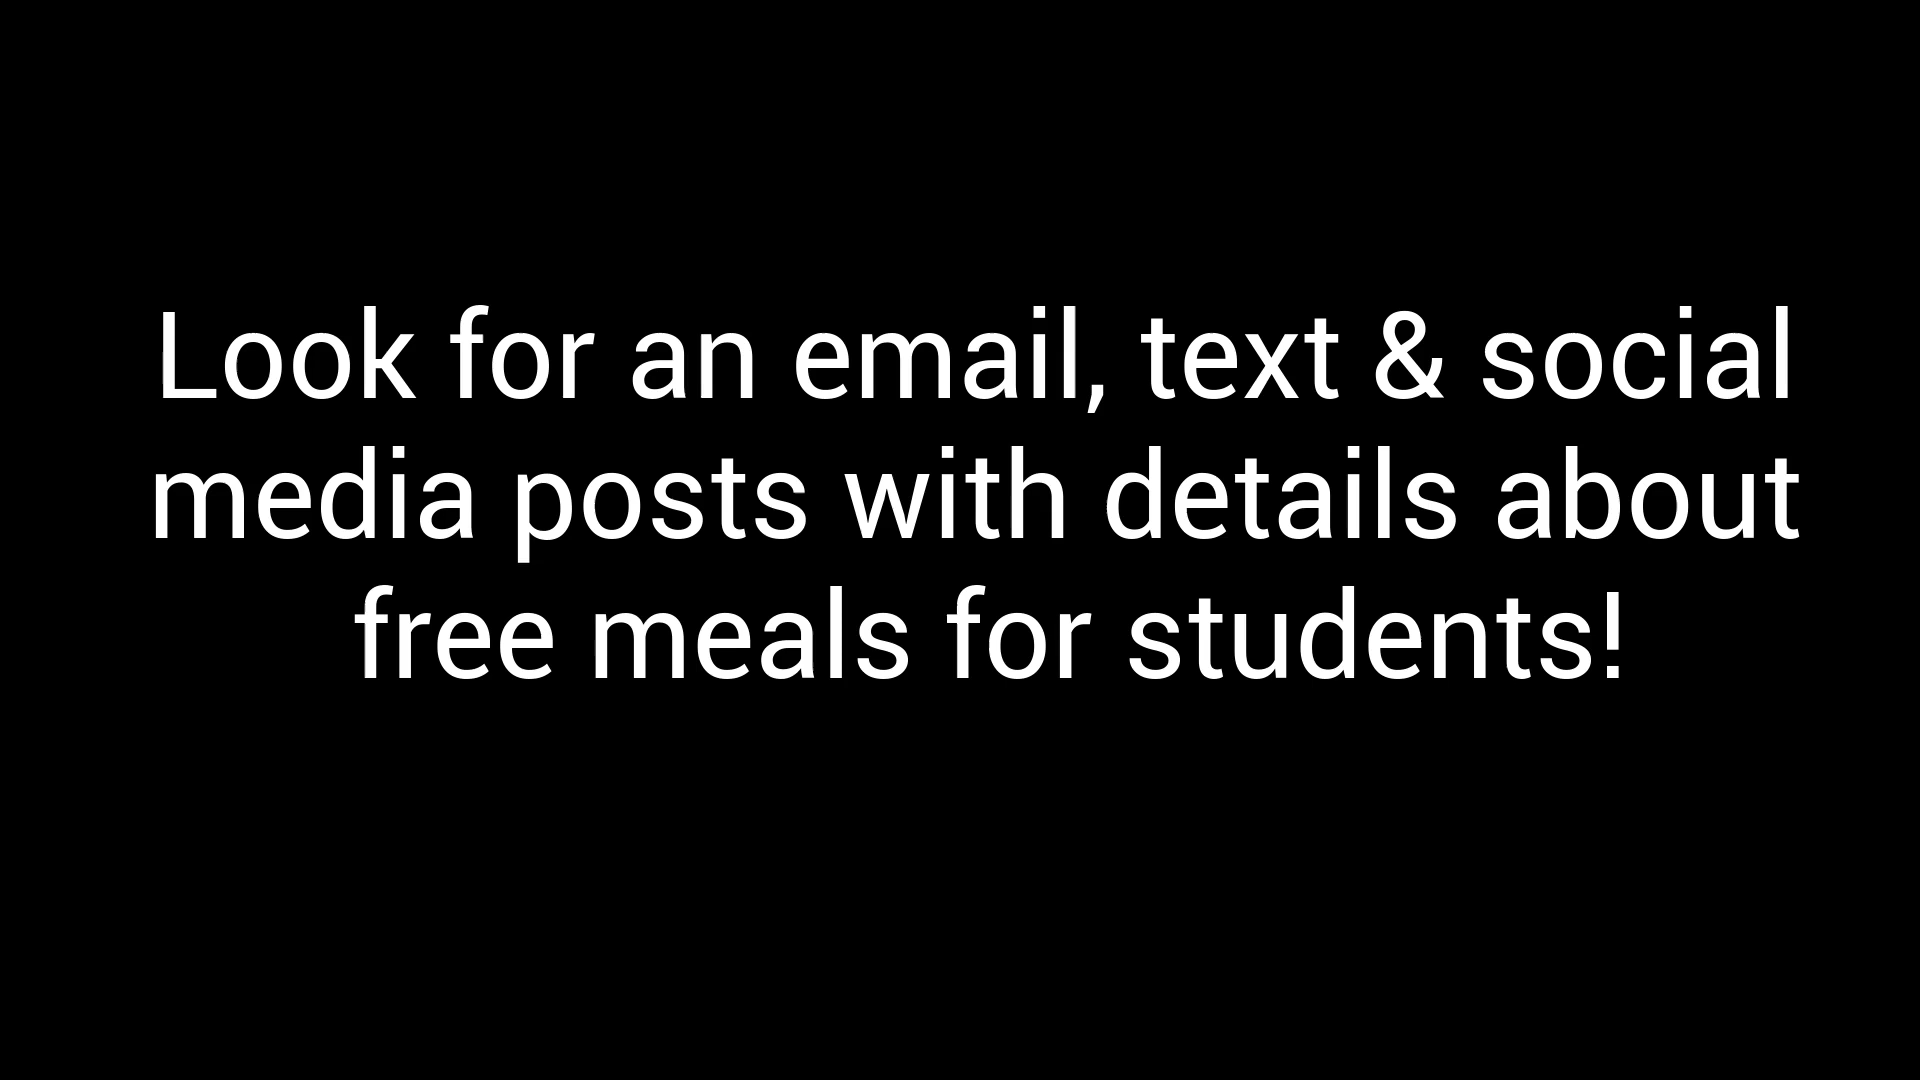 Look for an email, text & social
media posts with details about
free meals for students!